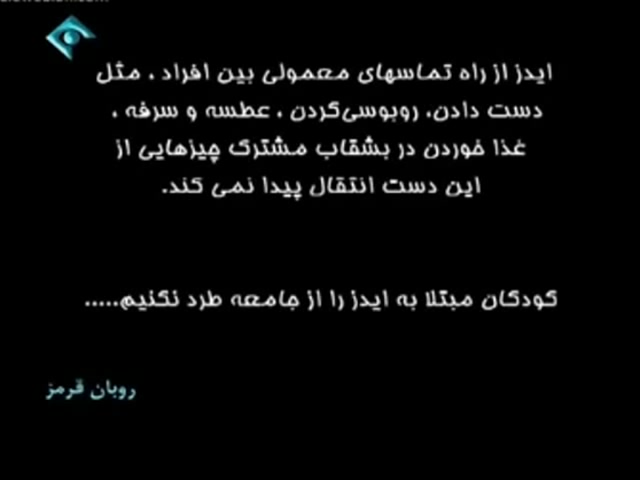 ایدز از راه تماسهای معمولی بین افراد ، مثل
دست دادن، روبوسی‌کردن ، عطسه و سرفه ،
غذا خوردن در بشقاب مشترک چیزهایی از
این دست انتقال پیدا نمی کند.
کودکان مبتلا به ایدز را از جامعه طرد نکنیم.....
روبان قرمز